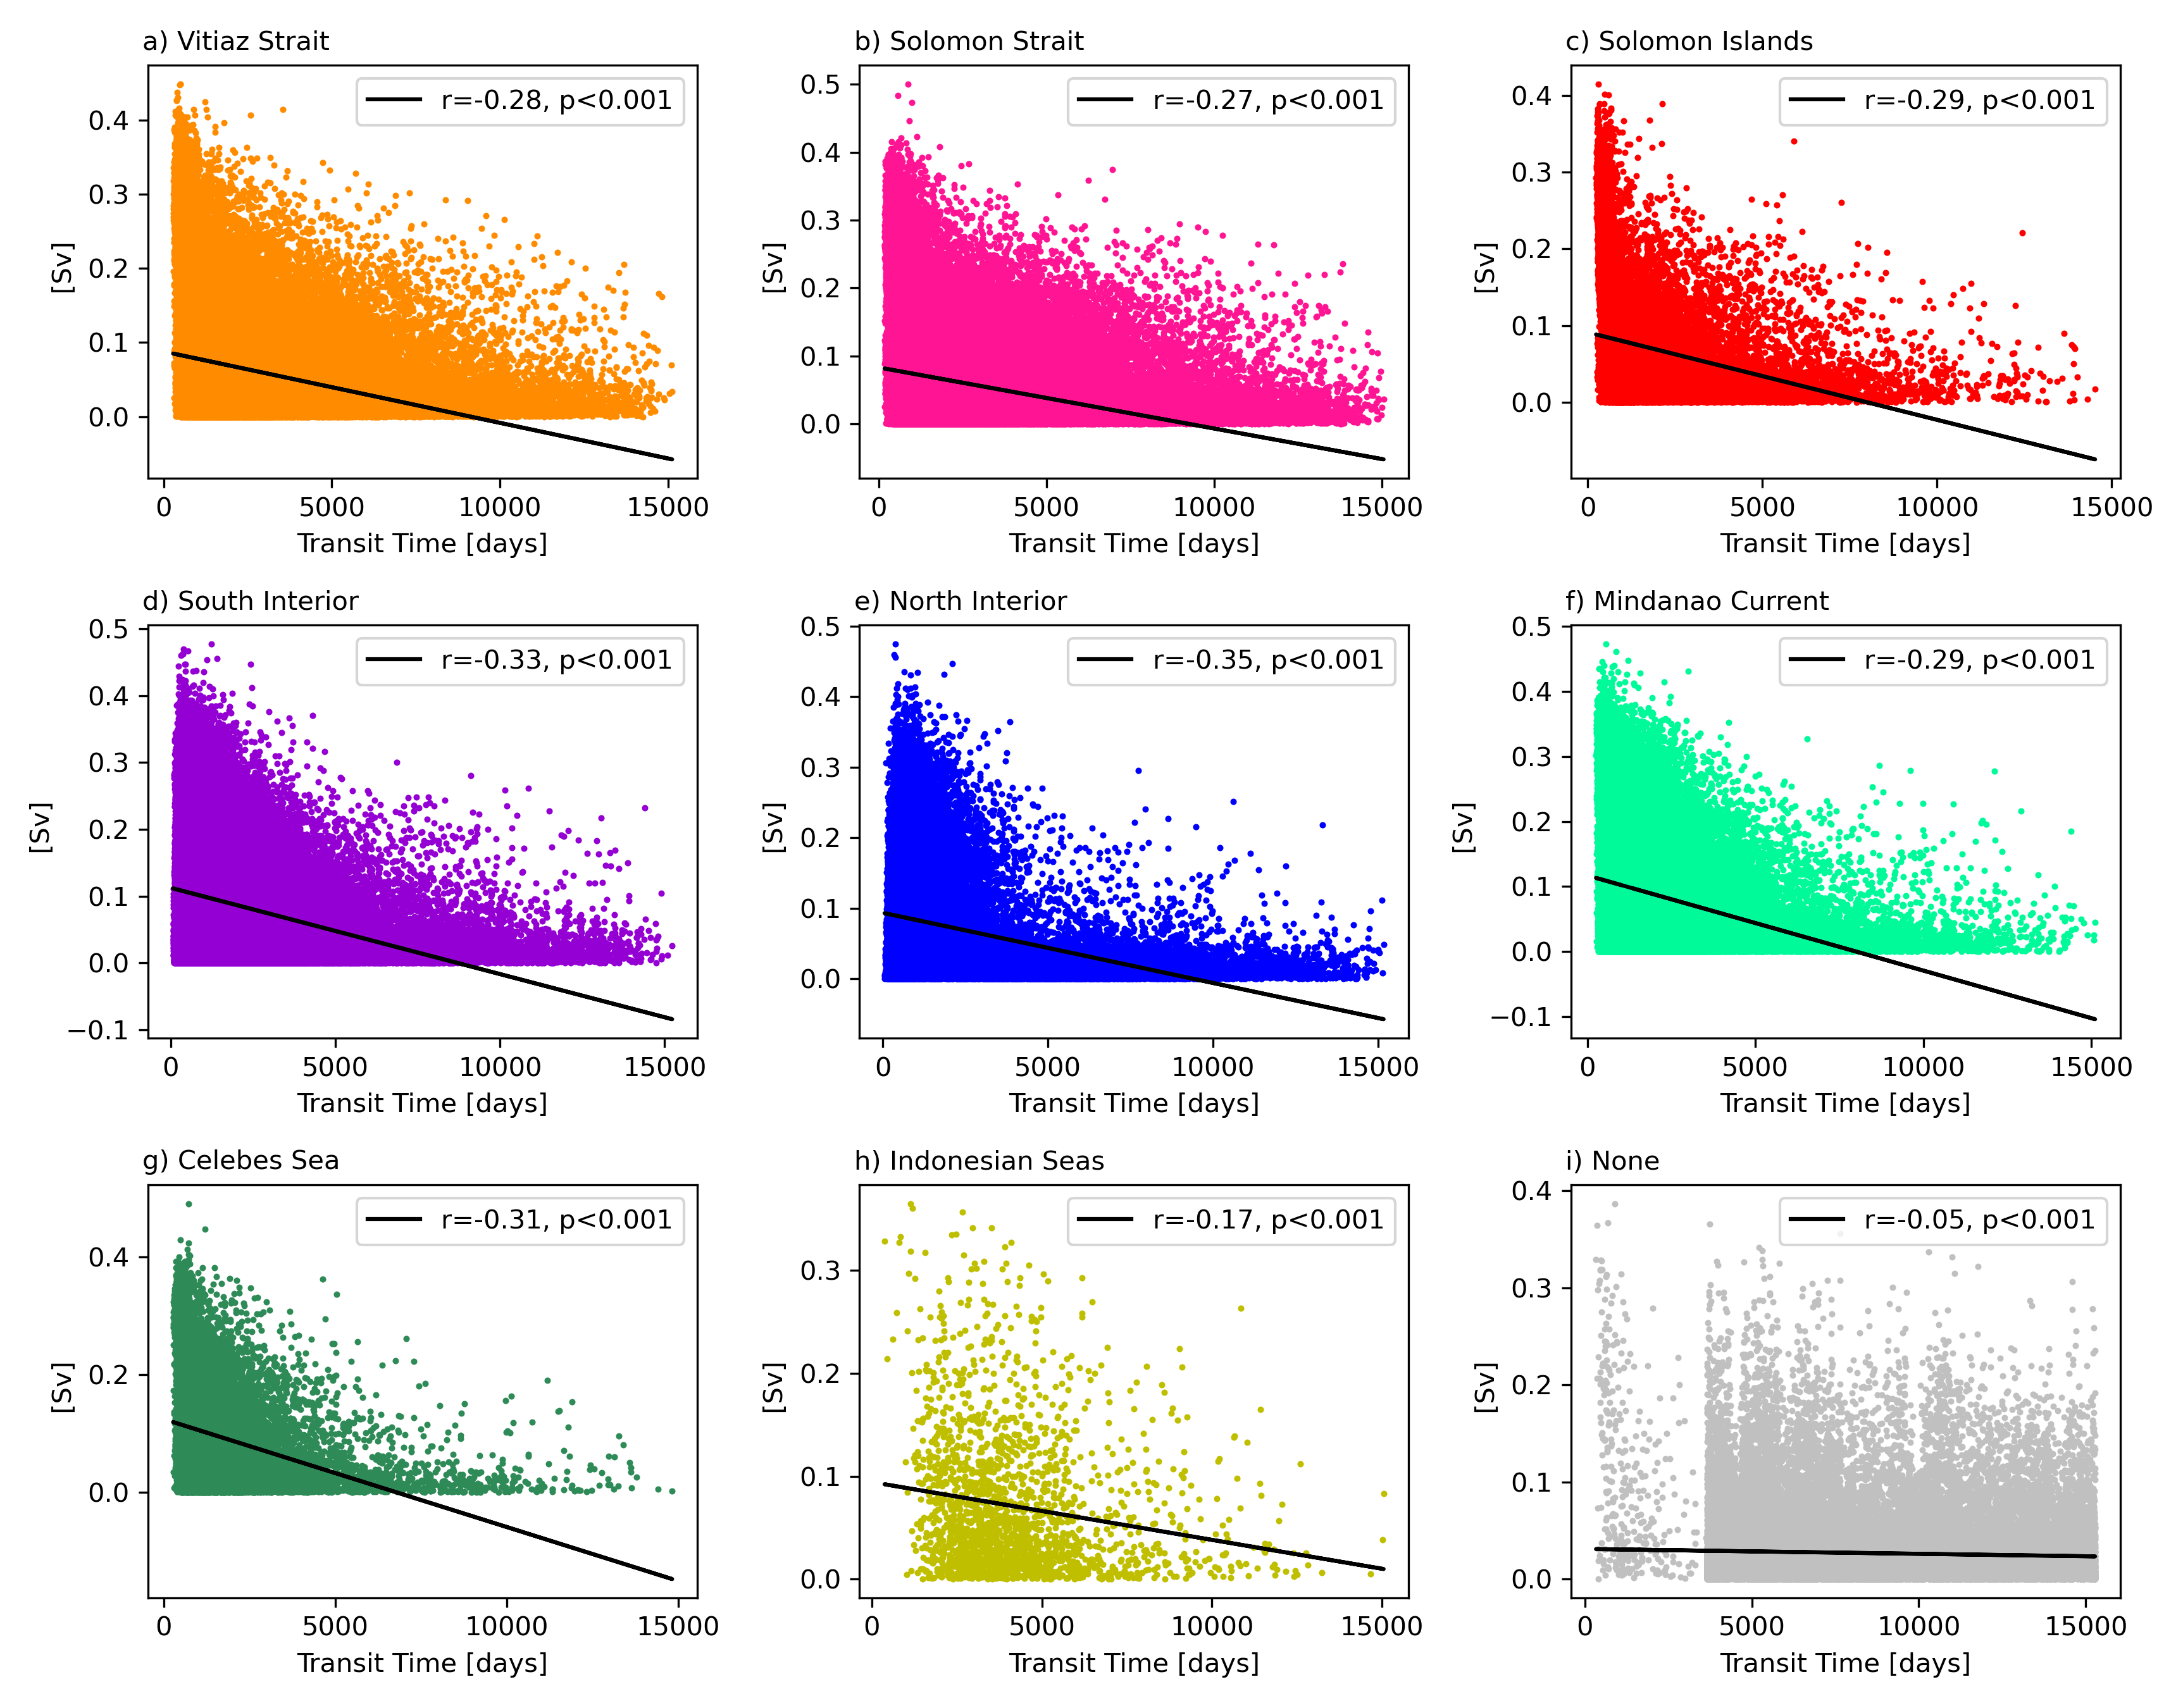 a) Vitiaz Strait
r=-0.28, p<0.001
0.4
0.3
0.2
0.1
0.0
[Sv]
0 5000 10000 15000
Transit Time [days]
b) Solomon Strait
r=-0.27, p<0.001
0.5
0.4
0.3
0.2
0.1
0.0
[Sv]
0 5000 10000 15000
Transit Time [days]
c) Solomon Islands
r=-0.29, p<0.001
0.4
0.3
0.2
0.1
0.0
[Sv]
0 5000 10000 15000
Transit Time [days]
d) South Interior
r=-0.33, p<0.001
0.5
0.4
0.3
0.2
0.1
0.0
−0.1
[Sv]
0 5000 10000 15000
Transit Time [days]
e) North Interior
r=-0.35, p<0.001
0.5
0.4
0.3
0.2
0.1
0.0
[Sv]
0 5000 10000 15000
Transit Time [days]
f) Mindanao Current
r=-0.29, p<0.001
0.5
0.4
0.3
0.2
0.1
0.0
−0.1
[Sv]
0 5000 10000 15000
Transit Time [days]
g) Celebes Sea
r=-0.31, p<0.001
0.4
0.2
0.0
[Sv]
0 5000 10000 15000
Transit Time [days]
h) Indonesian Seas
r=-0.17, p<0.001
0.3
0.2
0.1
0.0
[Sv]
0 5000 10000 15000
Transit Time [days]
i) None
r=-0.05, p<0.001
0.4
0.3
0.2
0.1
0.0
[Sv]
0 5000 10000 15000
Transit Time [days]